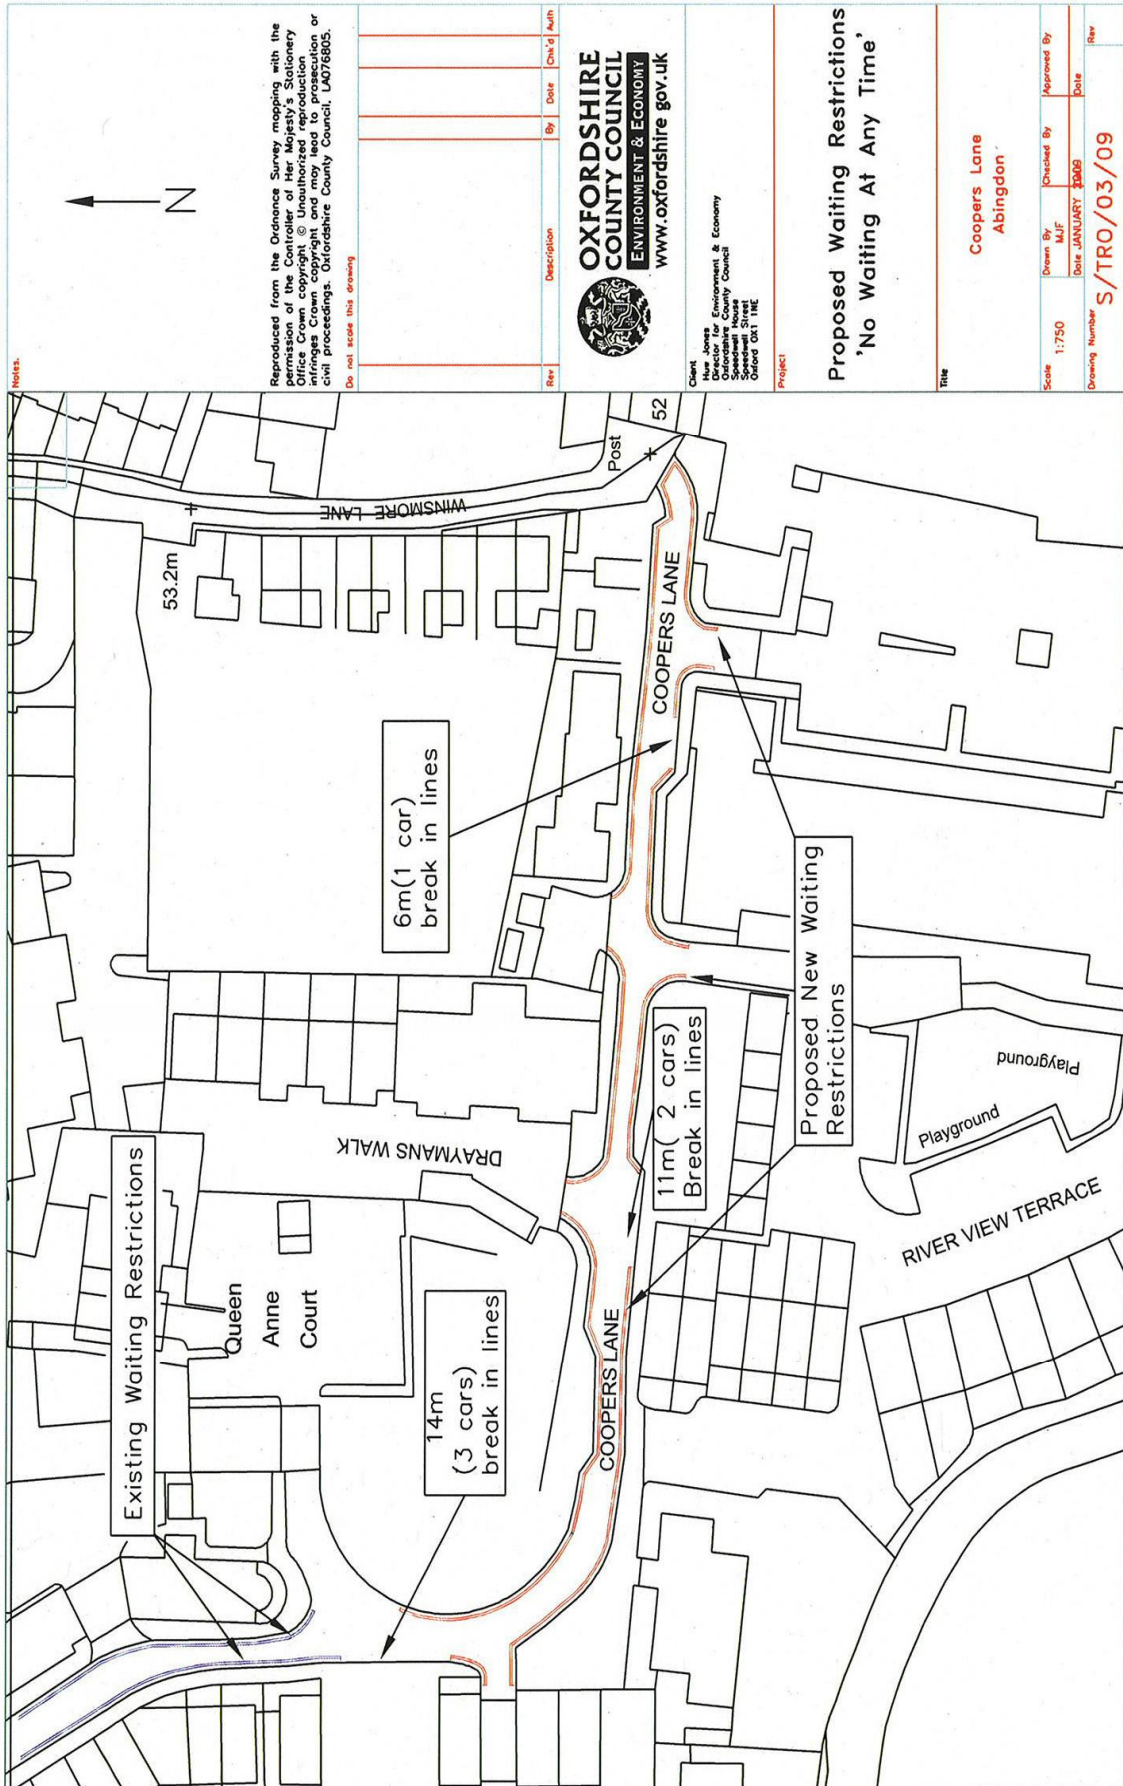 Existing Waiting Restrictions
Queen
Anne
Court
DRAYMANS WALK
53.2m
WINSMORE LANE
Post
52
14m
(3 cars)
break in lines
6m(1 car)
break in lines
COOPERS LANE
COOPERS LANE
11m( 2 cars)
Break in lines
Proposed New Waiting
Restrictions
Playground
Playground
RIVER VIEW TERRACE
Notes.
N
Reproduced from the Ordnance Survey mapping with the
permission of the Controller of Her Majesty's Stationery
Office Crown copyright © Unauthorized reproduction
infringes Crown copyright and may lead to prosecution or
civil proceedings. Oxfordshire County Council. LA076805.
Do not scale this drawing
Rev Description By Date Chk'd Auth
OXFORDSHIRE
COUNTY COUNCIL
ENVIRONMENT & ECONOMY
www.oxfordshire gov.uk
Client
Huw Jones
Director for Environment & Economy
Oxfordshire County Council
Speedwell House
Speedwell Street
Oxford OX1 1NE
Project
Proposed Waiting Restrictions
'No Waiting At Any Time'
Title
Coopers Lane
Abingdon
Scale 1:750
Drawn By MJF
Checked By
Approved By
Date JANUARY 2009
Date
Drawing Number S/TRO/03/09
Rev